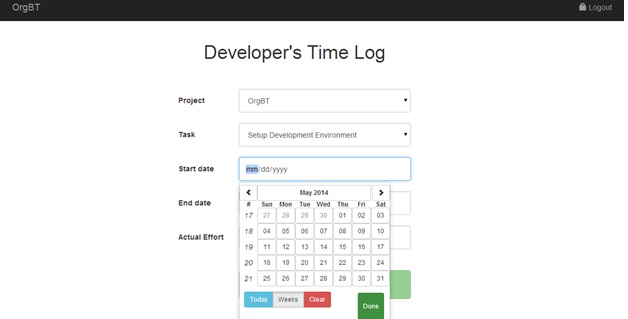 OrgBT Logout
Developer's Time Log
Project OrgBT
Task Setup Development Environment
Start date mm/dd/yyyy
End date
Actual Effort
May 2014
# Sun Mon Tue Wed Thu Fri Sat
17 27 28 29 30 01 02 03
18 04 05 06 07 08 09 10
19 11 12 13 14 15 16 17
20 18 19 20 21 22 23 24
21 25 26 27 28 29 30 31
Today Weeks Clear Done